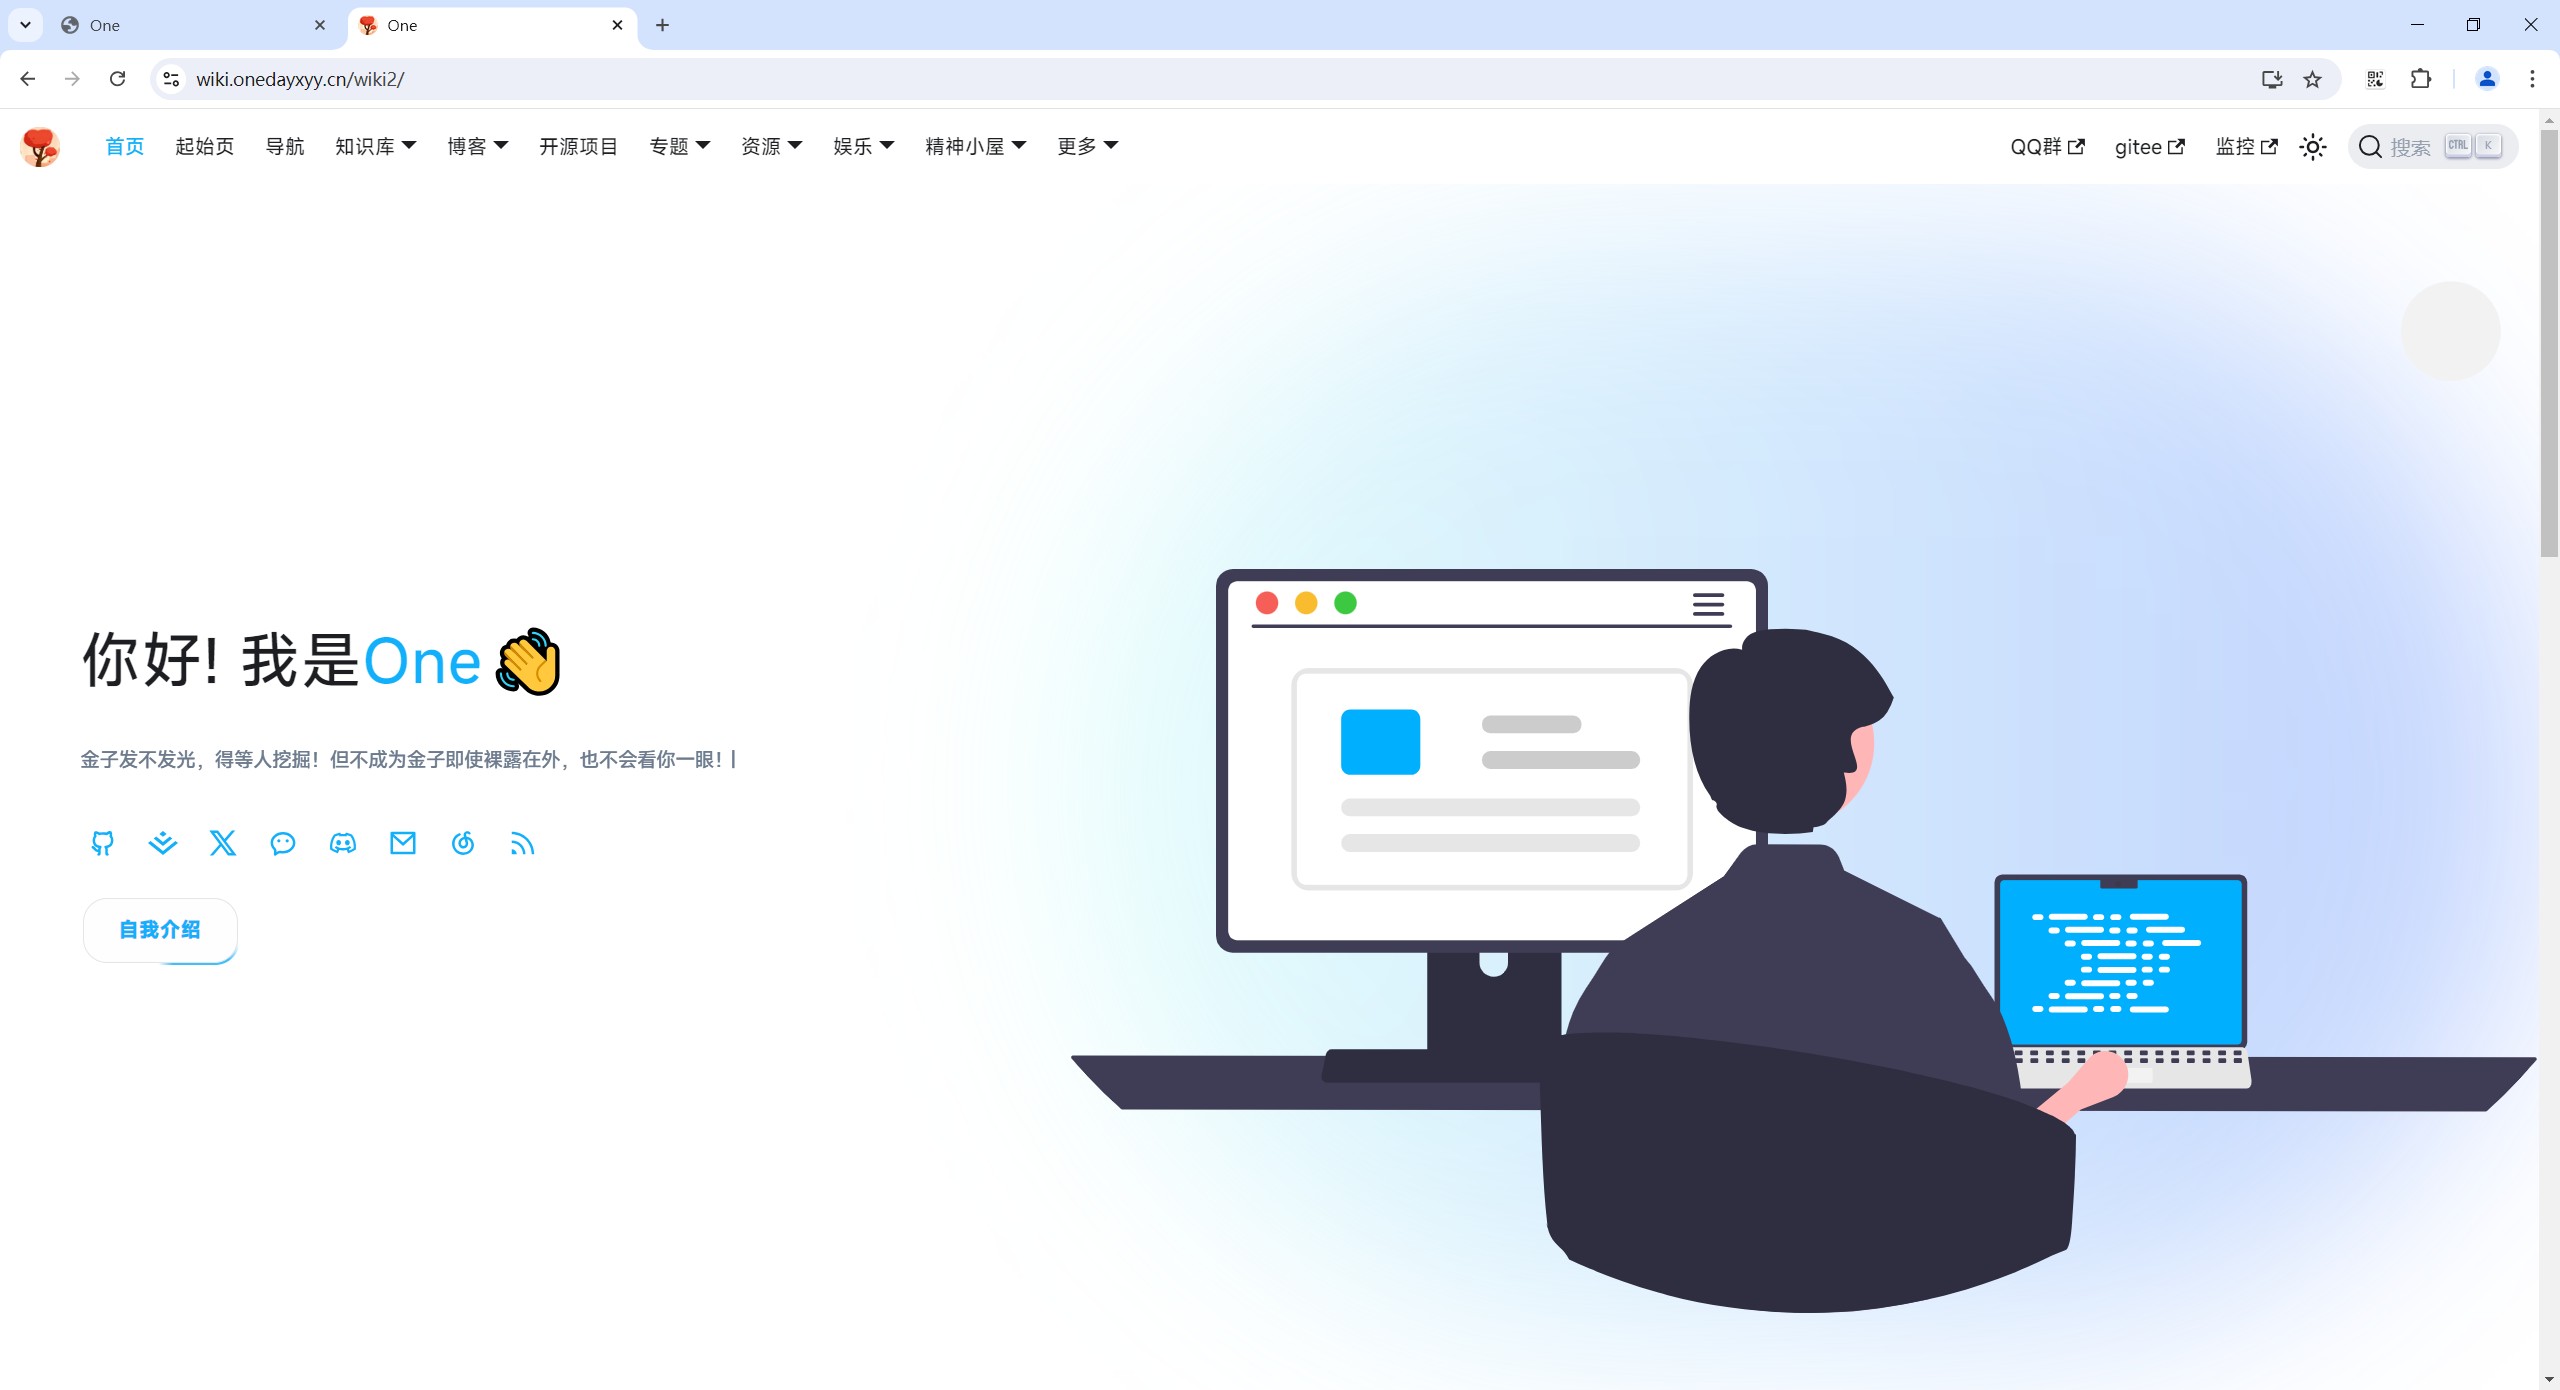 One
One
wiki.onedayxyy.cn/wiki2/
首页 起始页 导航 知识库 博客 开源项目 专题 资源 娱乐 精神小屋 更多 QQ群 gitee 监控 搜索 CTRL K
你好! 我是One 👋
金子发不发光，得等人挖掘！但不成为金子即使裸露在外，也不会看你一眼！|
自我介绍